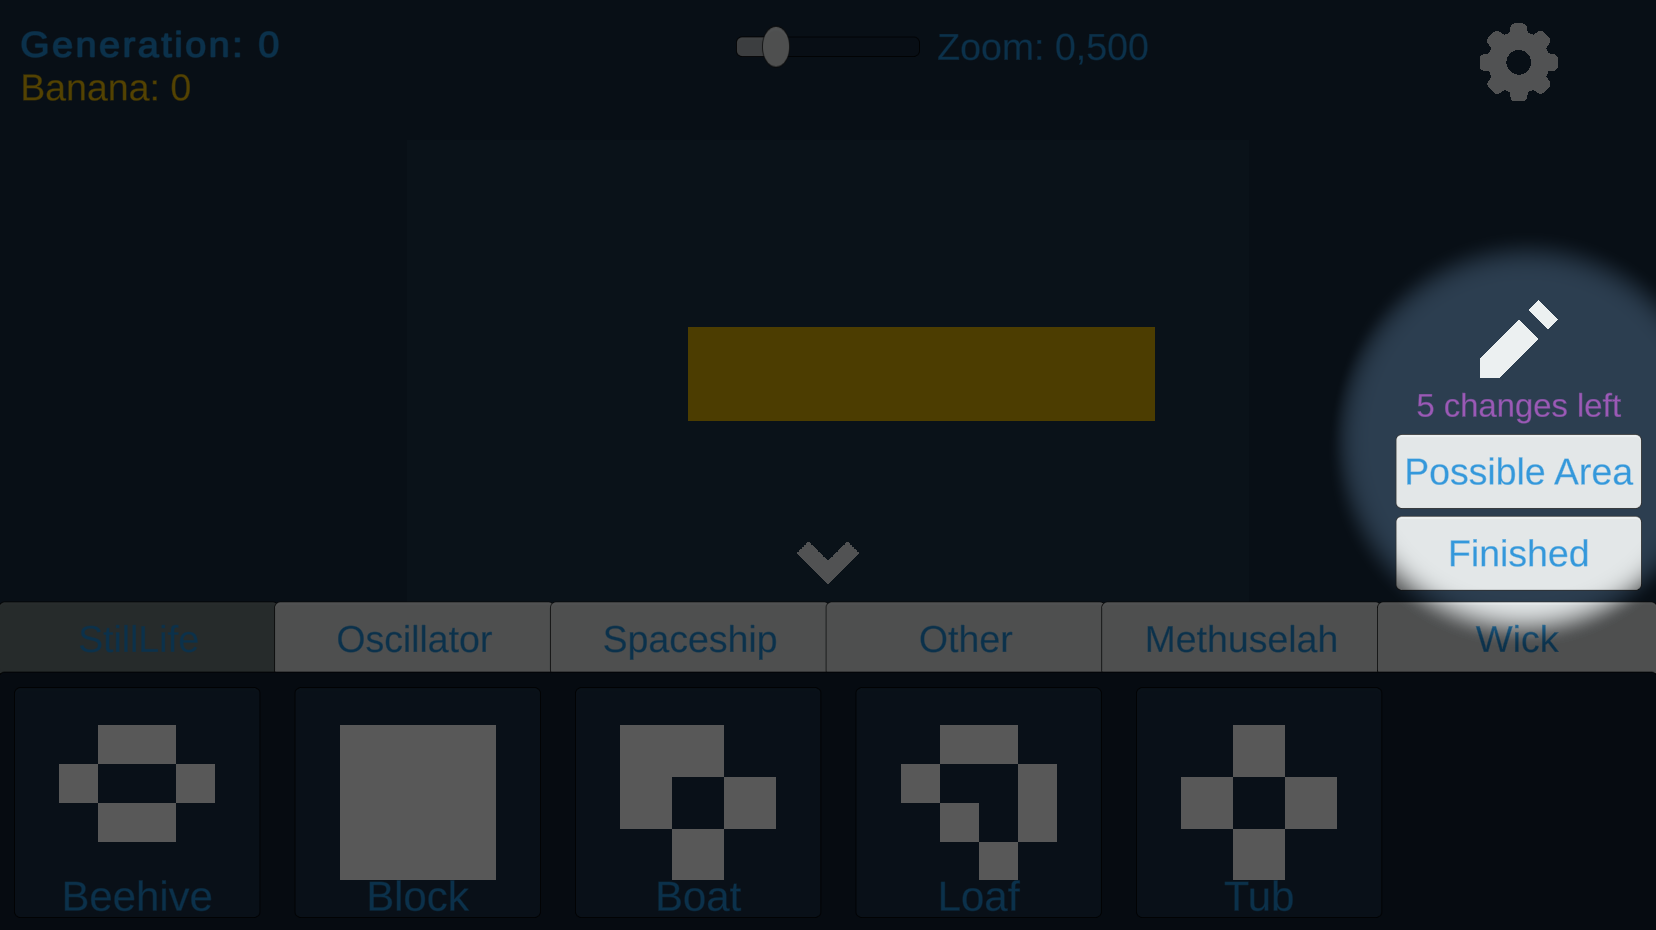 Generation: 0
Banana: 0
Zoom: 0,500
5 changes left
Possible Area
Finished
StillLife
Oscillator
Spaceship
Other
Methuselah
Wick
Beehive
Block
Boat
Loaf
Tub